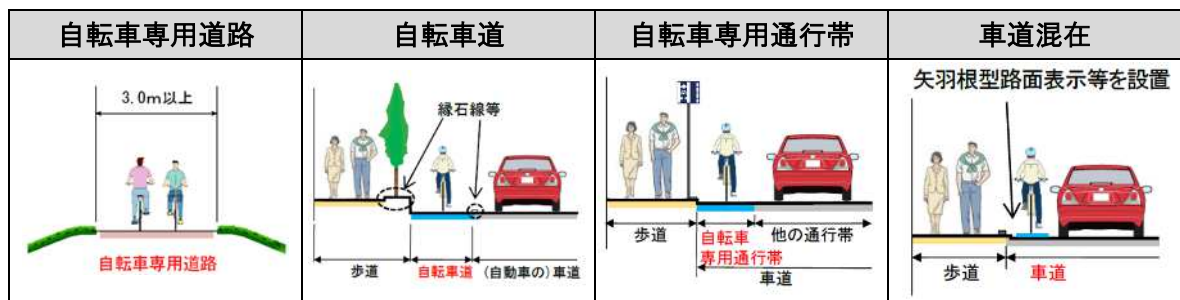 自転車専用道路
自転車道
自転車専用通行帯
車道混在
3.0m以上
自転車専用道路
縁石線等
歩道
自転車道
(自動車の)車道
歩道
自転車
専用通行帯
他の通行帯
車道
矢羽根型路面表示等を設置
歩道
車道